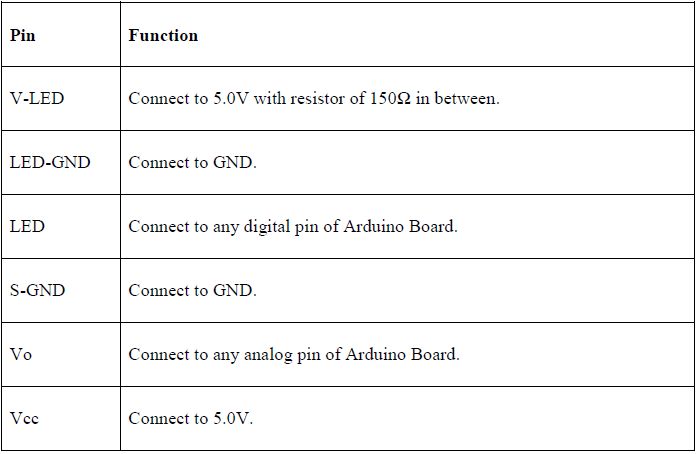 Pin Function
V-LED Connect to 5.0V with resistor of 150Ω in between.
LED-GND Connect to GND.
LED Connect to any digital pin of Arduino Board.
S-GND Connect to GND.
Vo Connect to any analog pin of Arduino Board.
Vcc Connect to 5.0V.